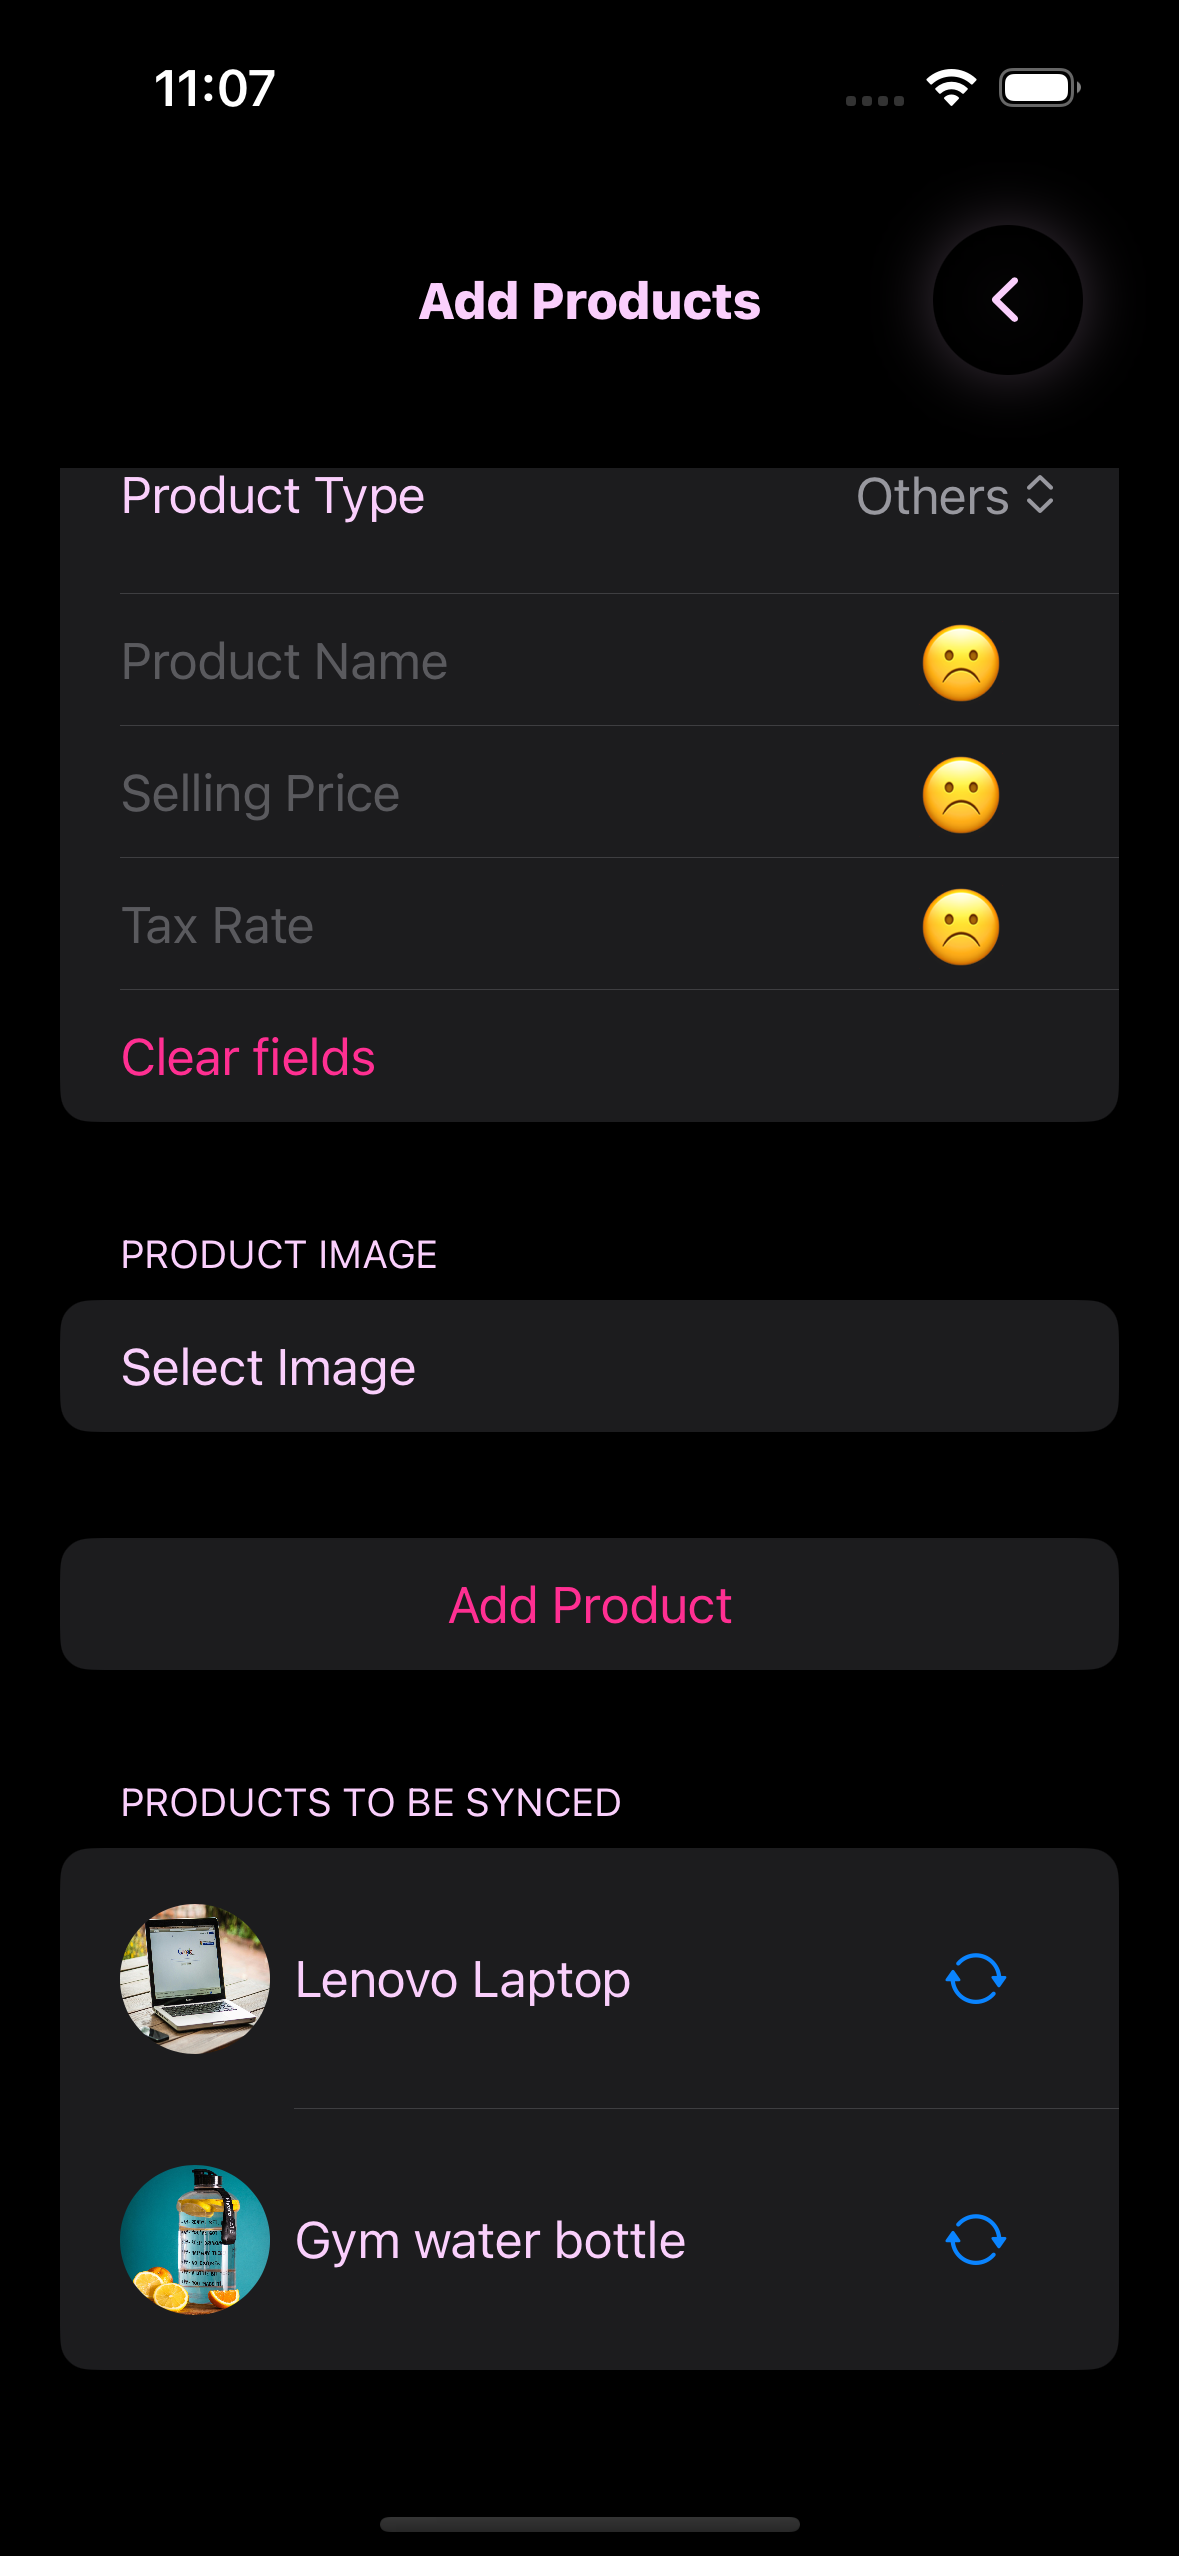 11:07
Add Products
Product Type Others
Product Name
Selling Price
Tax Rate
Clear fields
PRODUCT IMAGE
Select Image
Add Product
PRODUCTS TO BE SYNCED
Lenovo Laptop
Gym water bottle